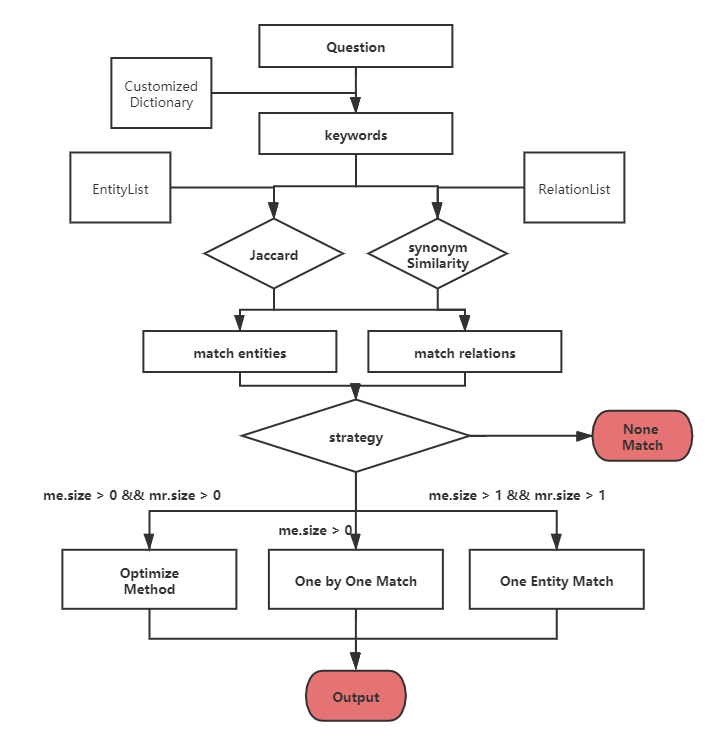 Question
Customized
Dictionary
keywords
EntityList
RelationList
Jaccard
synonym
Similarity
match entities
match relations
strategy
None
Match
me.size > 0 && mr.size > 0
me.size > 1 && mr.size > 1
me.size > 0
Optimize
Method
One by One Match
One Entity Match
Output